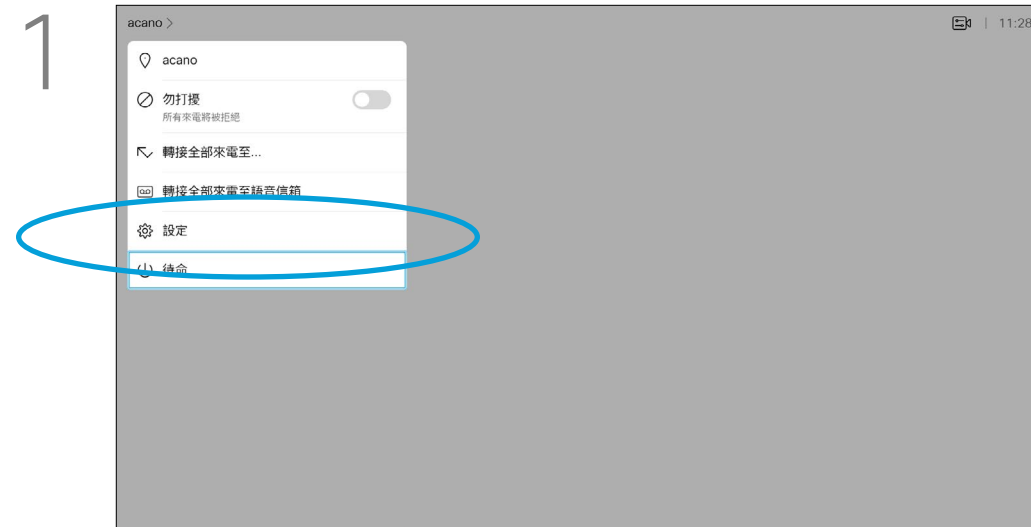 1
acano >
11:28
acano
勿打擾
所有來電將被拒絕
轉接全部來電至...
轉接全部來電至語音信箱
設定
待命